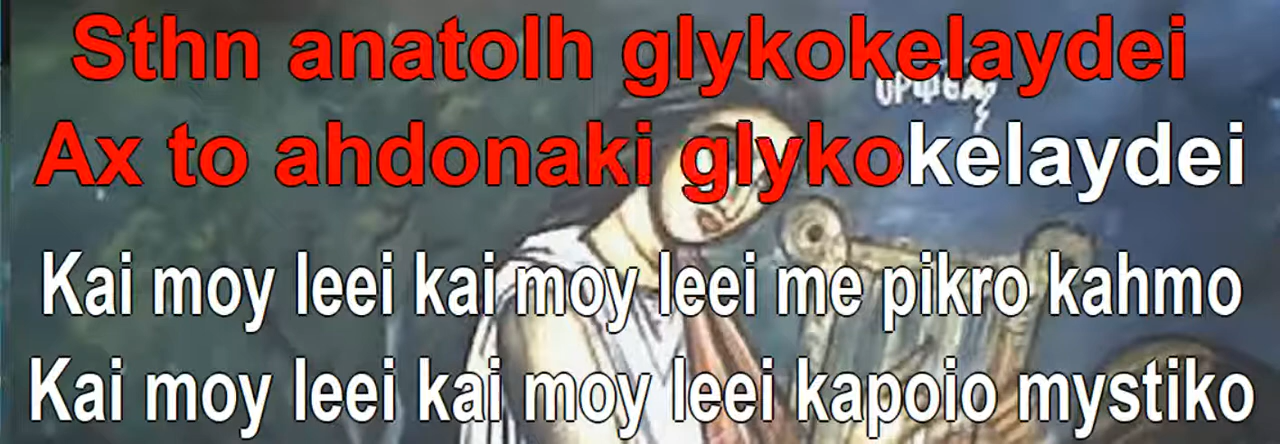 Sthn anatolh glykokelaydei
Ax to ahdonaki glykokelaydei
Kai moy leei kai moy leei me pikro kahmo
Kai moy leei kai moy leei kapoio mystiko